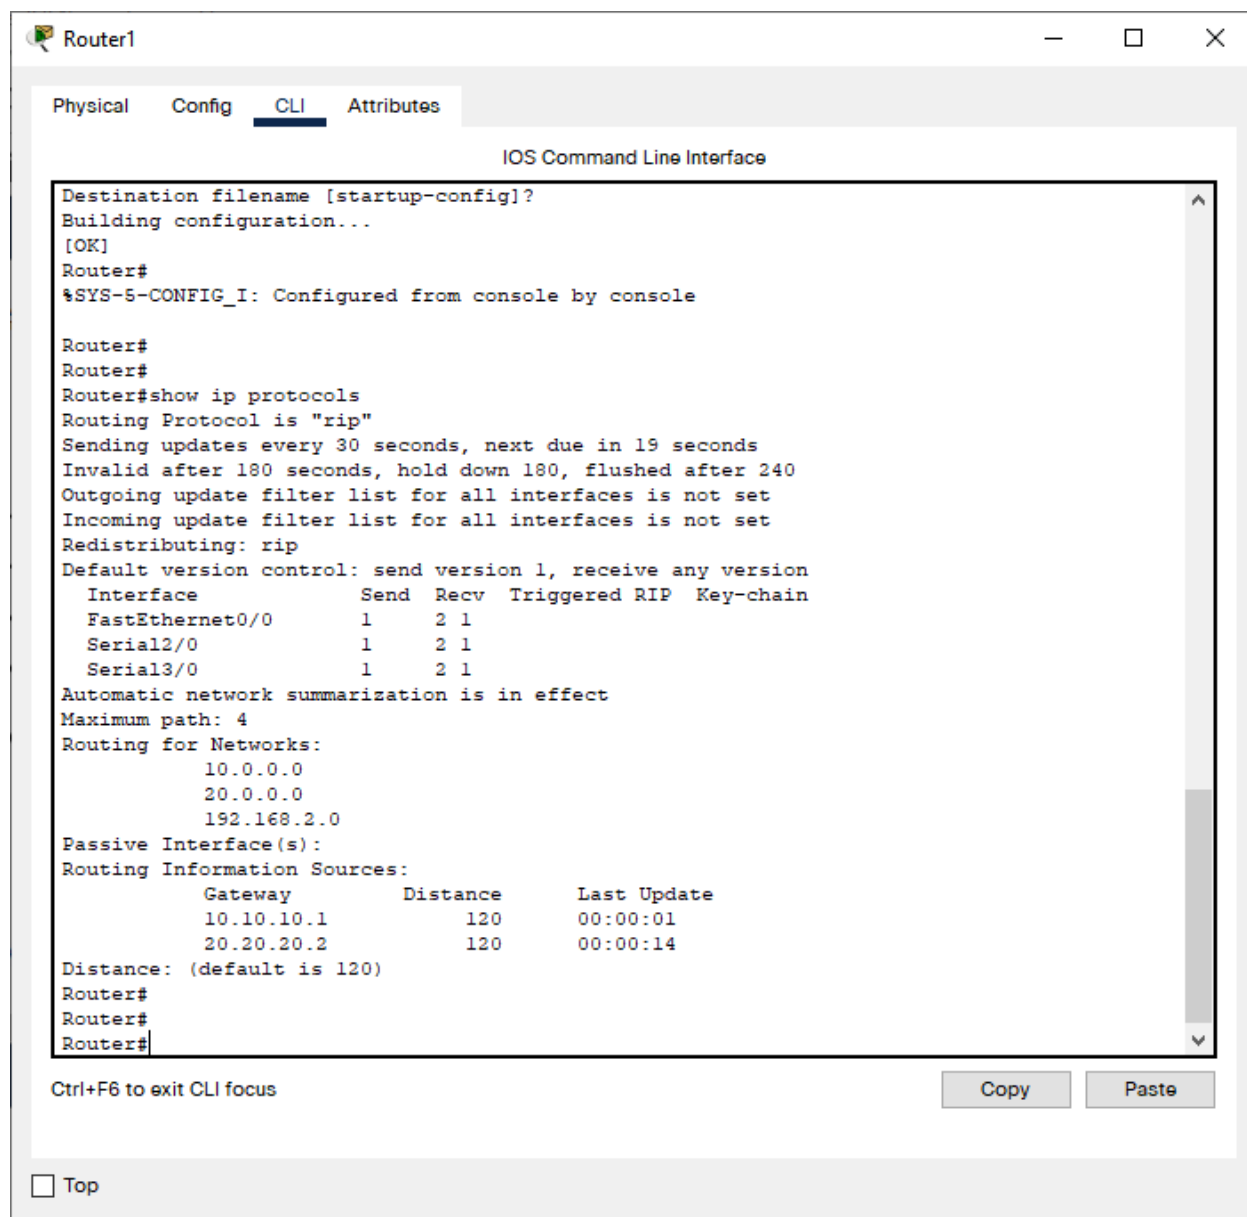 Router1
Physical Config CLI Attributes
IOS Command Line Interface
Destination filename [startup-config]?
Building configuration...
[OK]
Router#
%SYS-5-CONFIG_I: Configured from console by console
Router#
Router#
Router#show ip protocols
Routing Protocol is "rip"
Sending updates every 30 seconds, next due in 19 seconds
Invalid after 180 seconds, hold down 180, flushed after 240
Outgoing update filter list for all interfaces is not set
Incoming update filter list for all interfaces is not set
Redistributing: rip
Default version control: send version 1, receive any version
Interface Send Recv Triggered RIP Key-chain
FastEthernet0/0 1 2 1
Serial2/0 1 2 1
Serial3/0 1 2 1
Automatic network summarization is in effect
Maximum path: 4
Routing for Networks:
10.0.0.0
20.0.0.0
192.168.2.0
Passive Interface(s):
Routing Information Sources:
Gateway Distance Last Update
10.10.10.1 120 00:00:01
20.20.20.2 120 00:00:14
Distance: (default is 120)
Router#
Router#
Router#
Ctrl+F6 to exit CLI focus Copy Paste
Top